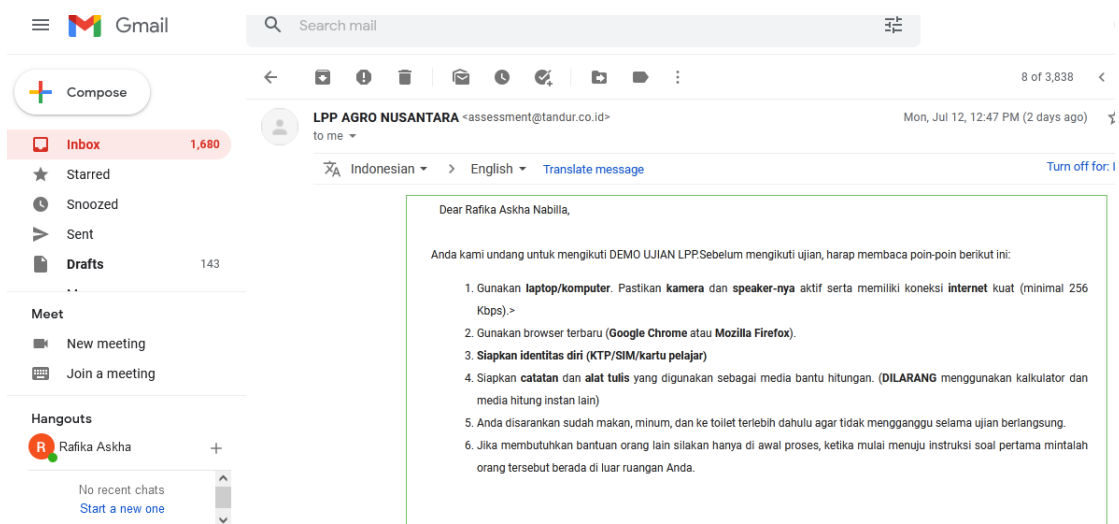 Gmail
Search mail
Compose
8 of 3,838
LPP AGRO NUSANTARA <assessment@tandur.co.id>
Mon, Jul 12, 12:47 PM (2 days ago)
to me
Inbox 1,680
Starred
Snoozed
Sent
Drafts 143
Indonesian > English Translate message
Turn off for:
Dear Rafika Askha Nabilla,
Anda kami undang untuk mengikuti DEMO UJIAN LPP.Sebelum mengikuti ujian, harap membaca poin-poin berikut ini:
1. Gunakan laptop/komputer. Pastikan kamera dan speaker-nya aktif serta memiliki koneksi internet kuat (minimal 256
Kbps).>
2. Gunakan browser terbaru (Google Chrome atau Mozilla Firefox).
3. Siapkan identitas diri (KTP/SIM/kartu pelajar)
4. Siapkan catatan dan alat tulis yang digunakan sebagai media bantu hitungan. (DILARANG menggunakan kalkulator dan
media hitung instan lain)
5. Anda disarankan sudah makan, minum, dan ke toilet terlebih dahulu agar tidak mengganggu selama ujian berlangsung.
6. Jika membutuhkan bantuan orang lain silakan hanya di awal proses, ketika mulai menuju instruksi soal pertama mintalah
orang tersebut berada di luar ruangan Anda.
Meet
New meeting
Join a meeting
Hangouts
R Rafika Askha
No recent chats
Start a new one